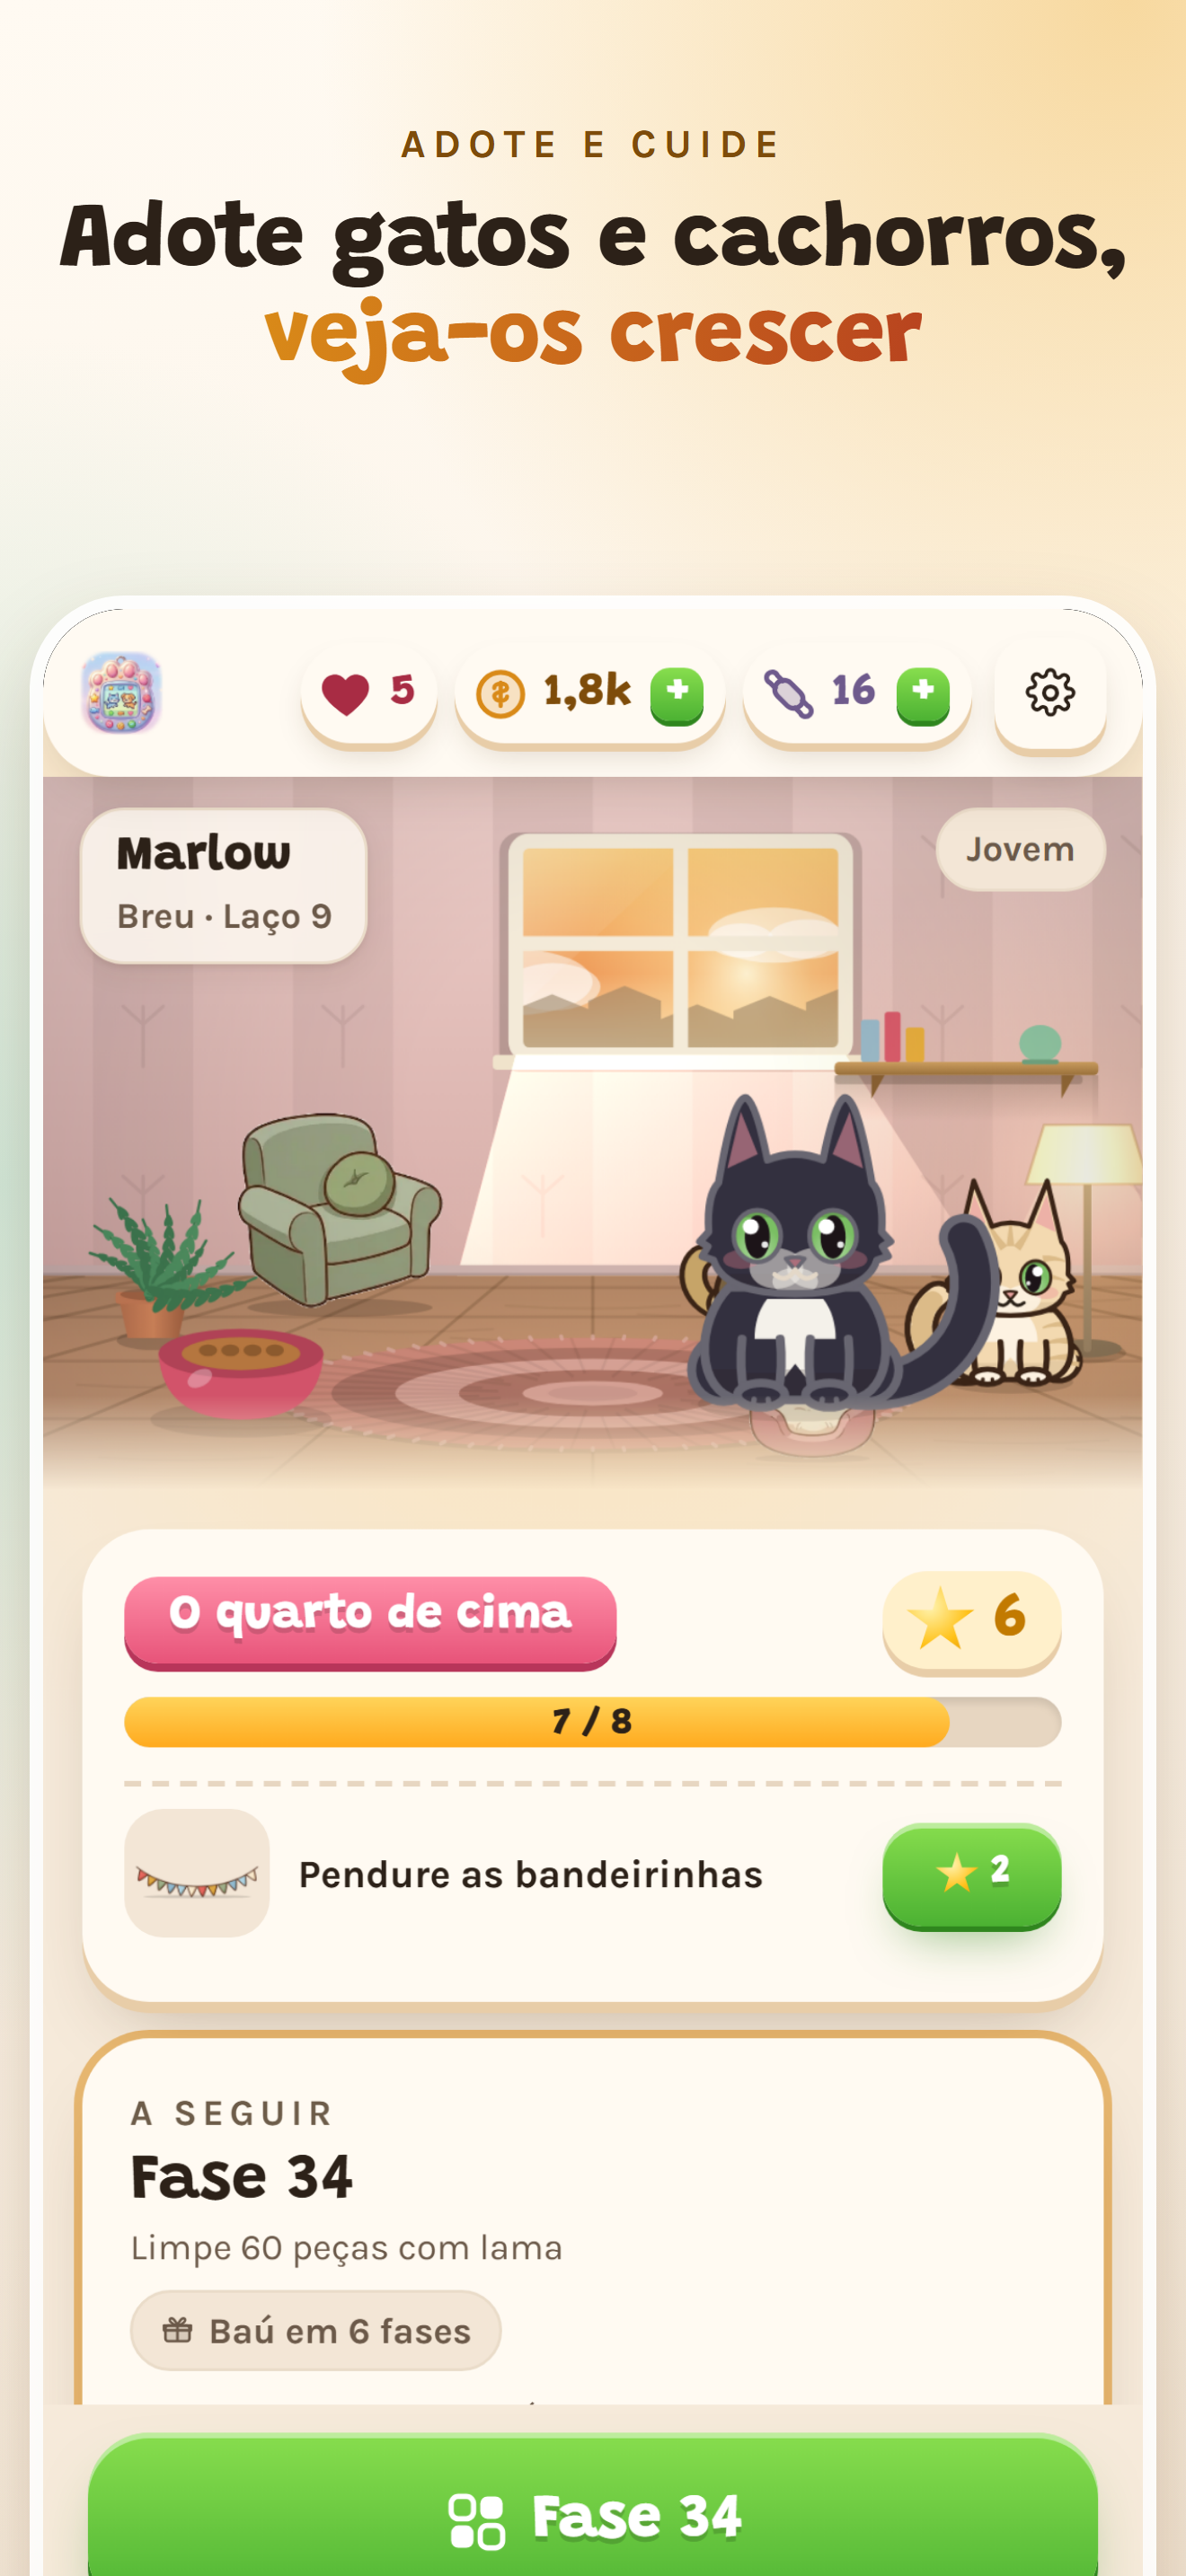 ADOTE E CUIDE
Adote gatos e cachorros,
veja-os crescer
5
1,8k
+
16
+
Marlow
Breu · Laço 9
Jovem
O quarto de cima
6
7 / 8
Pendure as bandeirinhas
2
A SEGUIR
Fase 34
Limpe 60 peças com lama
Baú em 6 fases
Fase 34